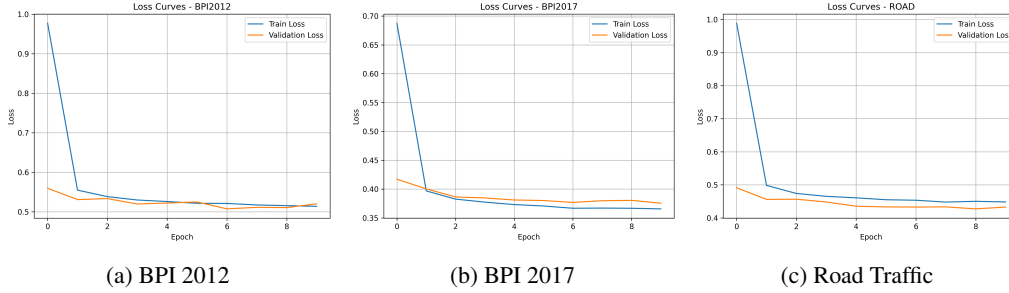 Loss Curves - BPI2012
1.0
0.9
0.8
0.7
0.6
0.5
Loss
0
2
4
6
8
Epoch
Train Loss
Validation Loss
(a) BPI 2012
Loss Curves - BPI2017
0.70
0.65
0.60
0.55
0.50
0.45
0.40
0.35
Loss
0
2
4
6
8
Epoch
Train Loss
Validation Loss
(b) BPI 2017
Loss Curves - ROAD
1.0
0.9
0.8
0.7
0.6
0.5
0.4
Loss
0
2
4
6
8
Epoch
Train Loss
Validation Loss
(c) Road Traffic